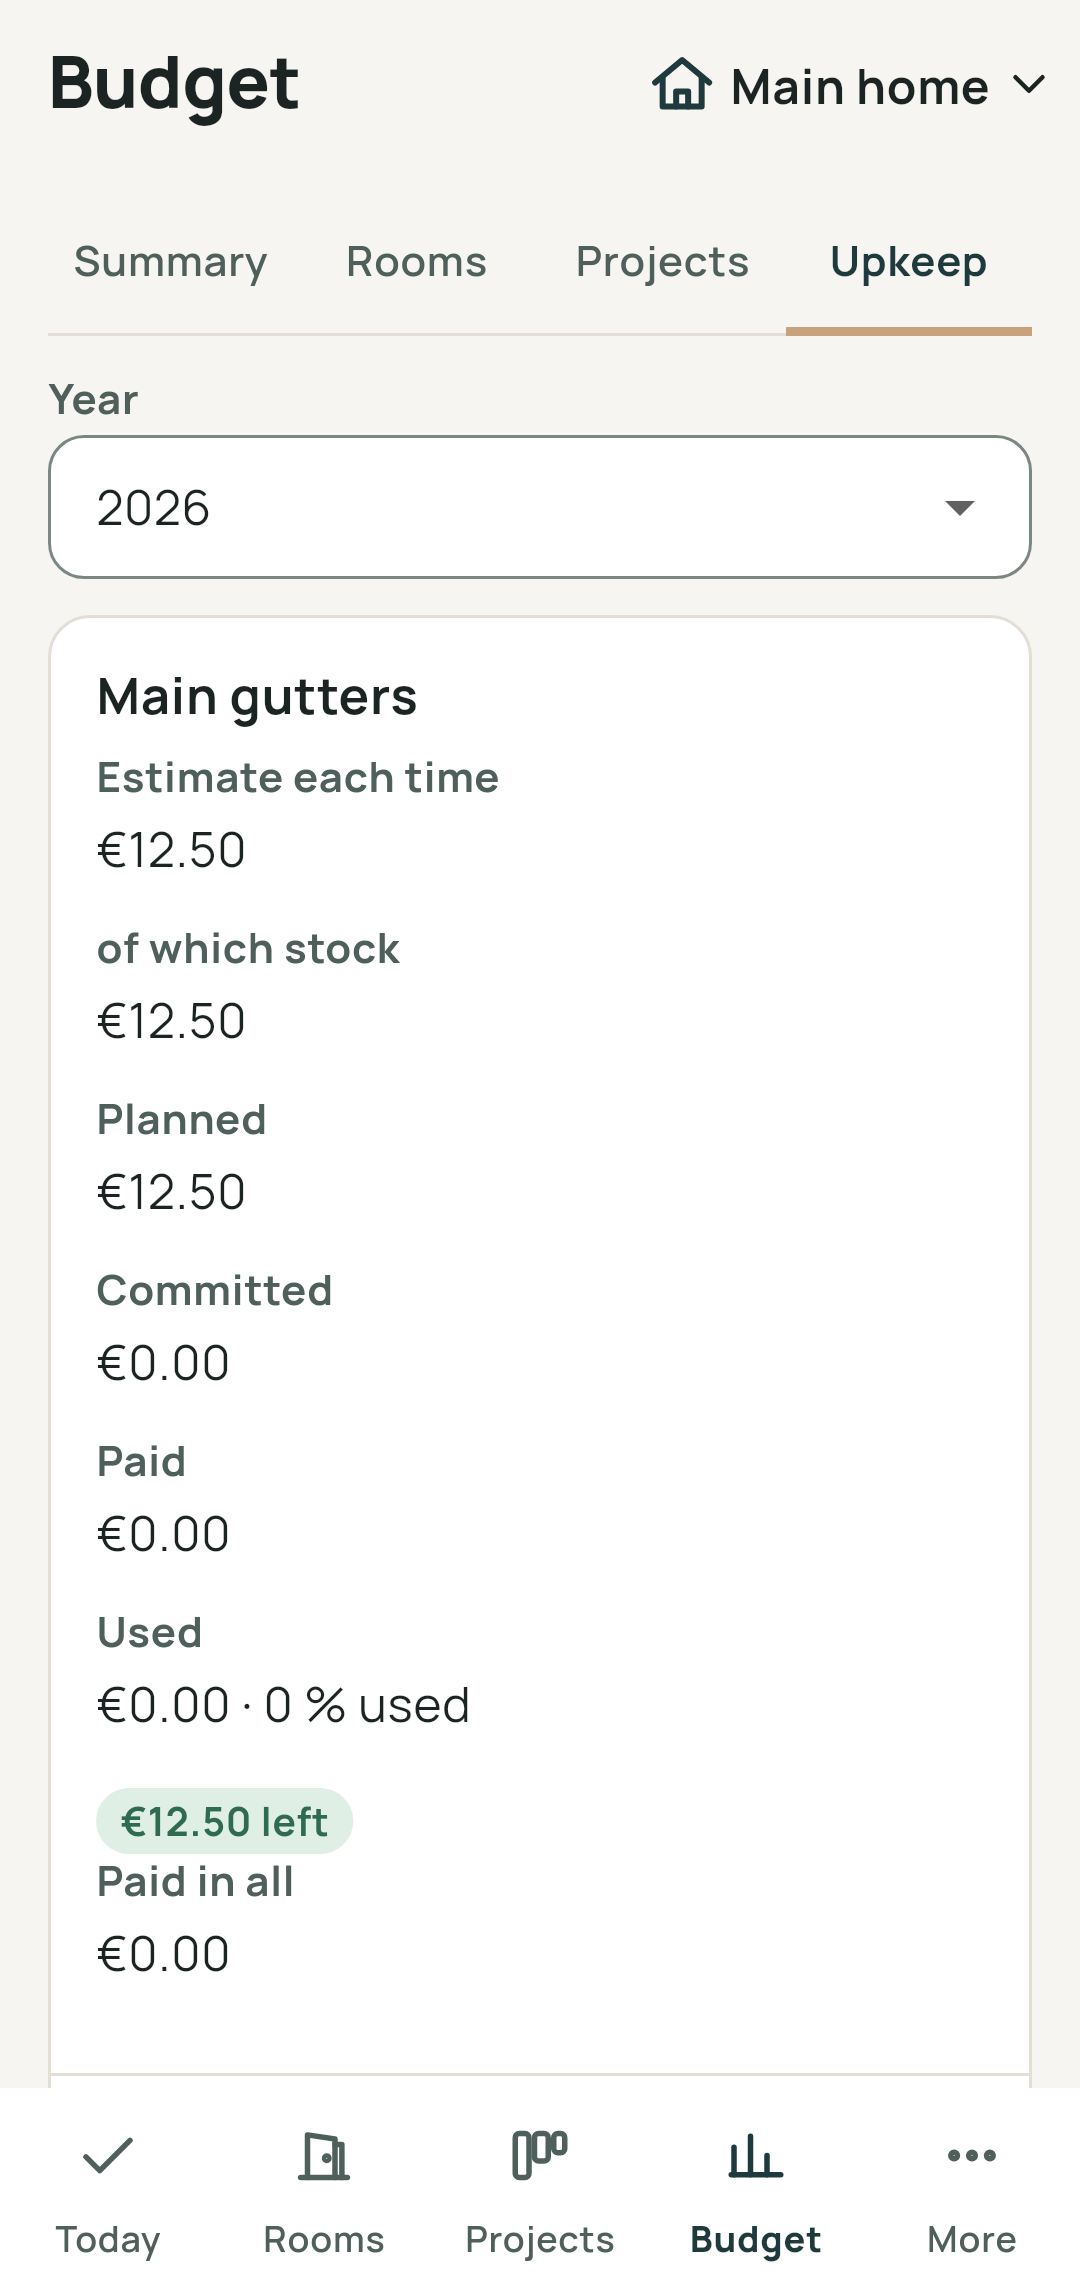 Budget
Main home
Summary Rooms Projects Upkeep
Year
2026
Main gutters
Estimate each time
€12.50
of which stock
€12.50
Planned
€12.50
Committed
€0.00
Paid
€0.00
Used
€0.00 · 0 % used
€12.50 left
Paid in all
€0.00
Today Rooms Projects Budget More